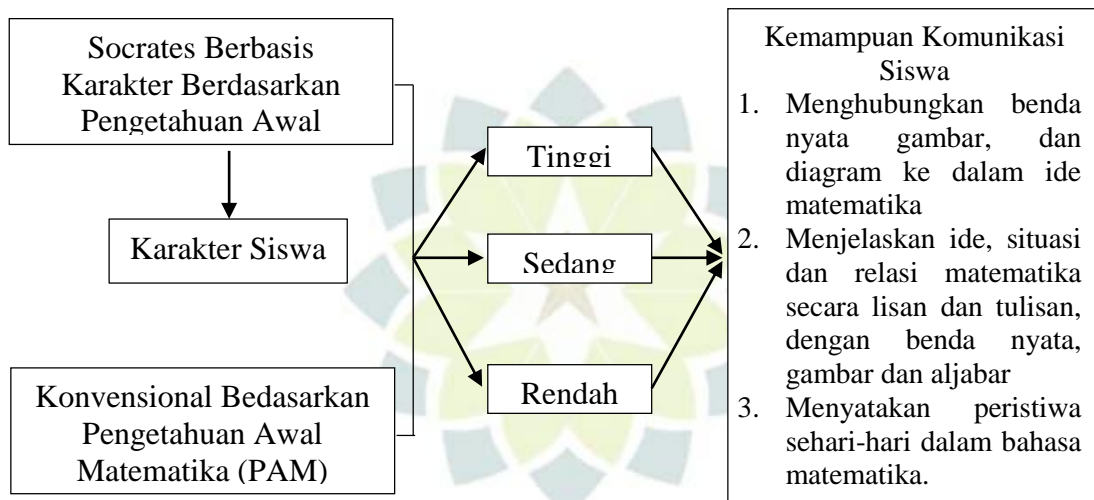 Socrates Berbasis
Karakter Berdasarkan
Pengetahuan Awal
Karakter Siswa
Konvensional Bedasarkan
Pengetahuan Awal
Matematika (PAM)
Tinggi
Sedang
Rendah
Kemampuan Komunikasi
Siswa
1. Menghubungkan benda
nyata gambar, dan
diagram ke dalam ide
matematika
2. Menjelaskan ide, situasi
dan relasi matematika
secara lisan dan tulisan,
dengan benda nyata,
gambar dan aljabar
3. Menyatakan peristiwa
sehari-hari dalam bahasa
matematika.